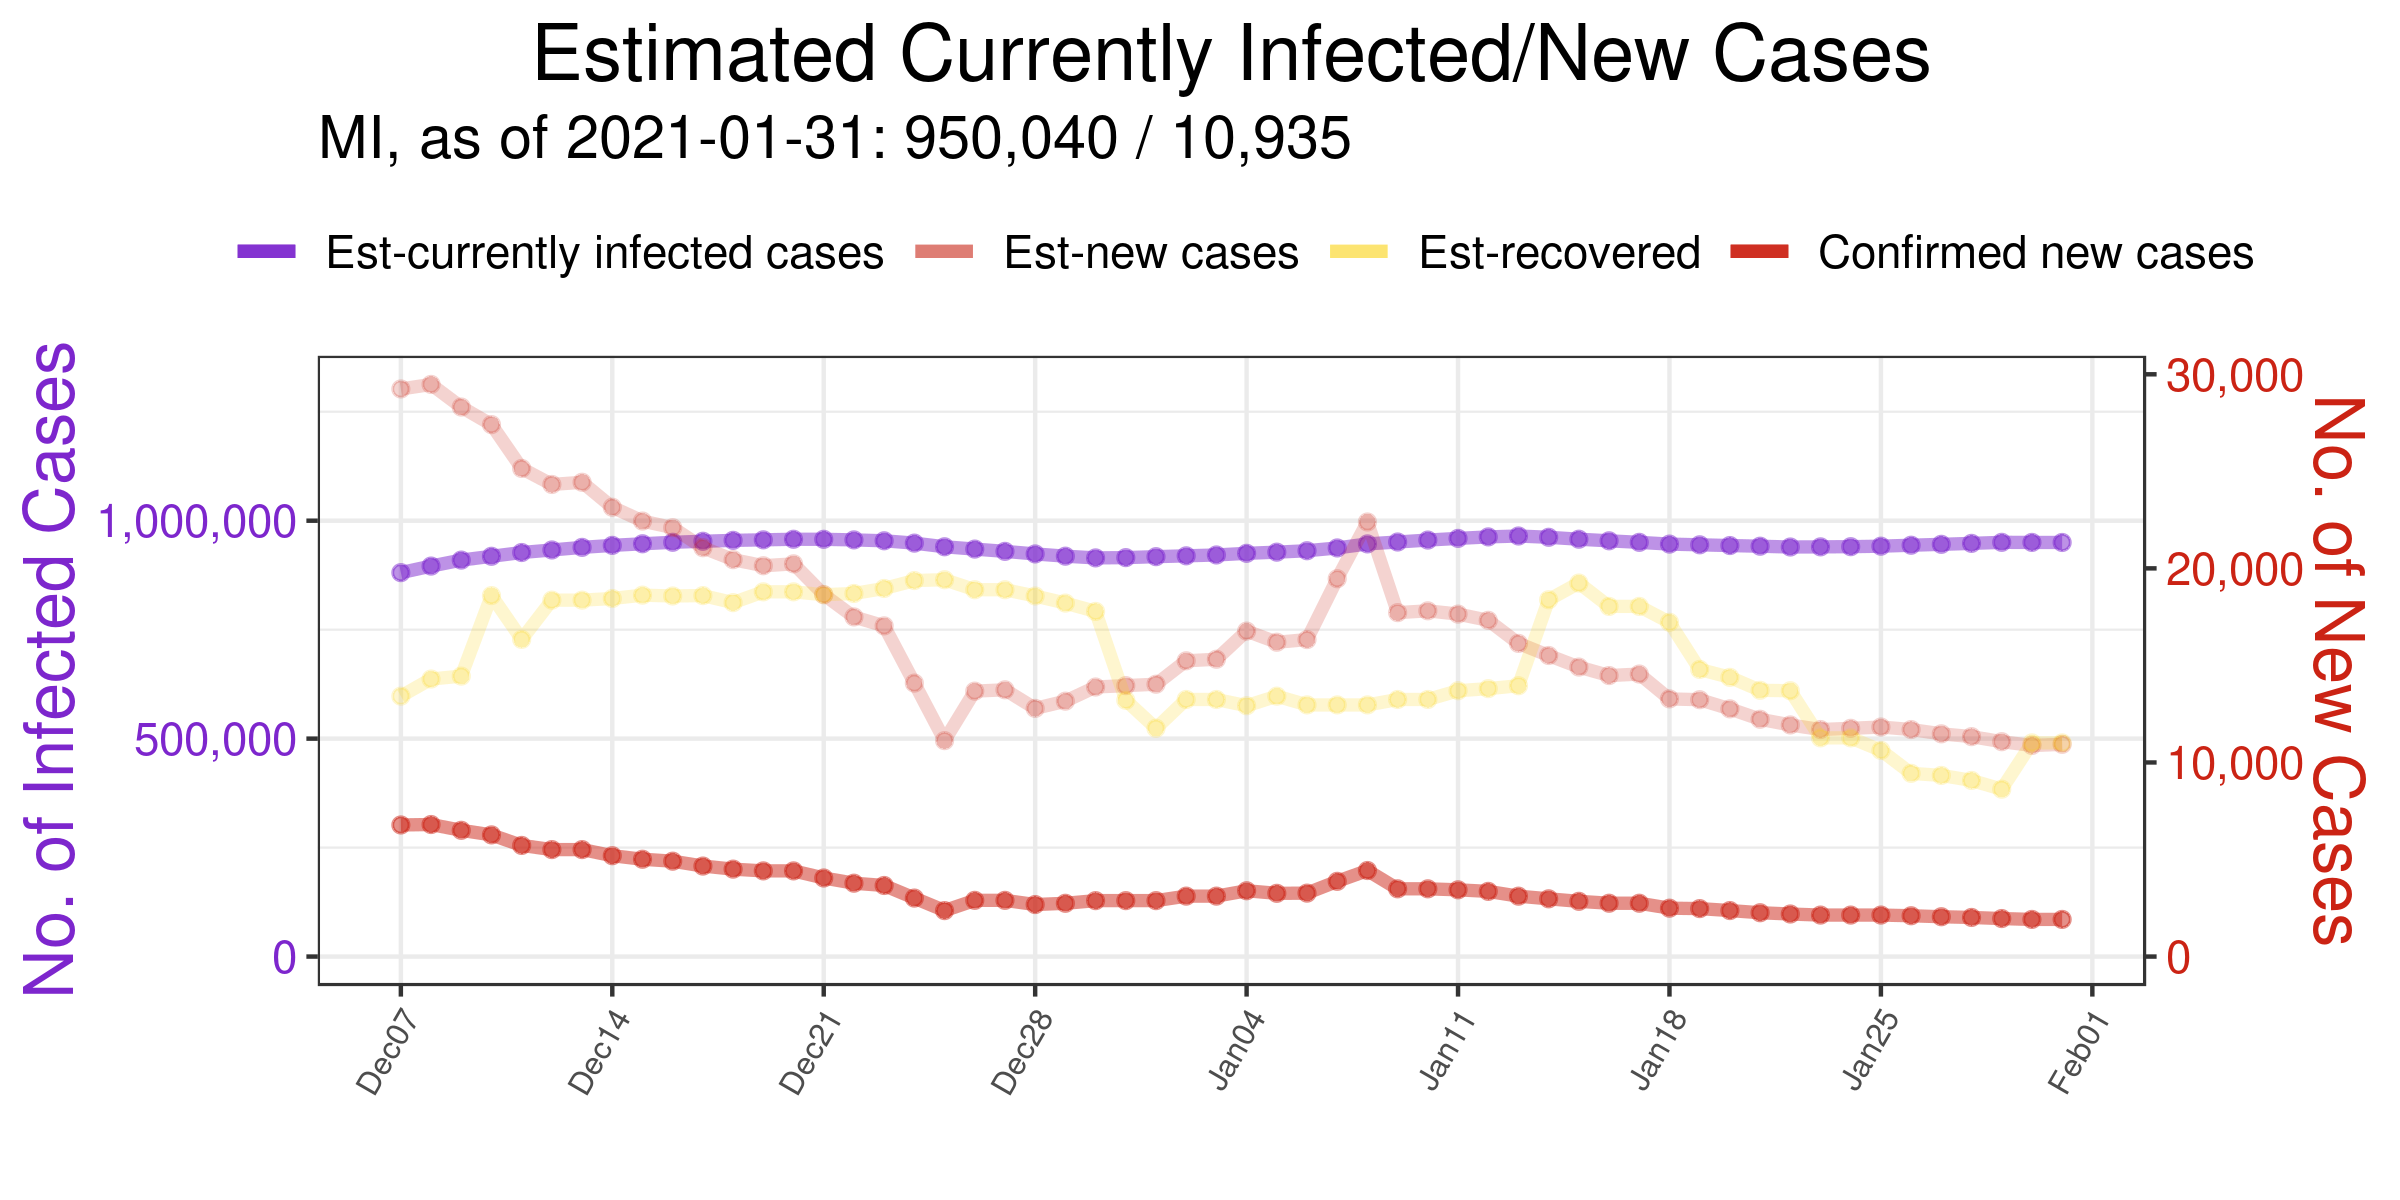 Estimated Currently Infected/New Cases
MI, as of 2021-01-31: 950,040 / 10,935
Est-currently infected cases Est-new cases Est-recovered Confirmed new cases
No. of Infected Cases
1,000,000
500,000
0
30,000
20,000
10,000
0
No. of New Cases
Dec07 Dec14 Dec21 Dec28 Jan04 Jan11 Jan18 Jan25 Feb01